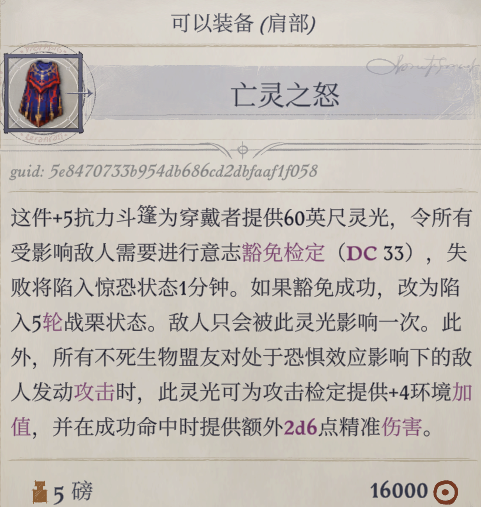 可以装备 (肩部)
亡灵之怒
guid: 5e8470733b954db686cd2dbfaaf1f058
这件+5抗力斗篷为穿戴者提供60英尺灵光，令所有
受影响敌人需要进行意志豁免检定（DC 33），失
败将陷入惊恐状态1分钟。如果豁免成功，改为陷
入5轮战栗状态。敌人只会被此灵光影响一次。此
外，所有不死生物盟友对处于恐惧效应影响下的敌
人发动攻击时，此灵光可为攻击检定提供+4环境加
值，并在成功命中时提供额外2d6点精准伤害。
5 磅
16000